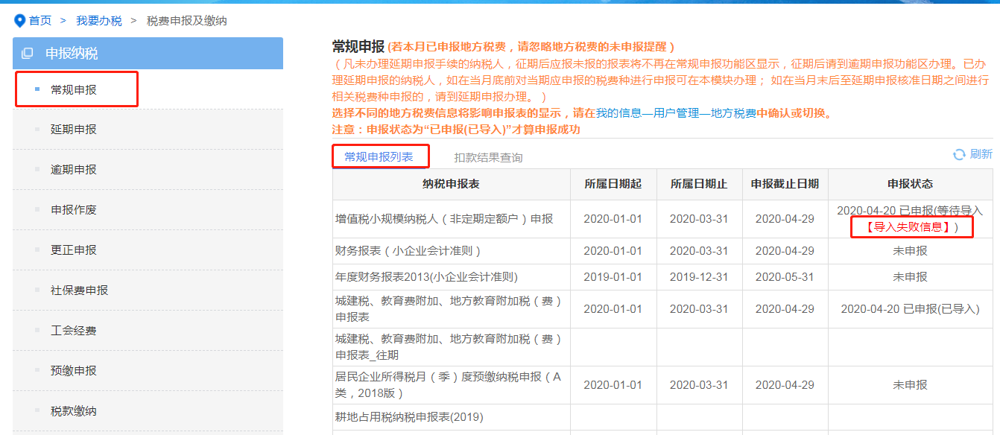 首页 > 我要办税 > 税费申报及缴纳
申报纳税
常规申报
延期申报
逾期申报
申报作废
更正申报
社保费申报
工会经费
预缴申报
税款缴纳
常规申报 (若本月已申报地方税费，请忽略地方税费的未申报提醒）
（凡未办理延期申报手续的纳税人，征期后应报未报的报表将不再在常规申报功能区显示，征期后请到逾期申报功能区办理。已办
理延期申报的纳税人，如在当月底前对当期应申报的税费种进行申报可在本模块办理； 如在当月末后至延期申报核准日期之间进行
相关税费种申报的，请到延期申报办理。）
选择不同的地方税费信息将影响申报表的显示，请在我的信息—用户管理—地方税费中确认或切换。
注意：申报状态为“已申报(已导入)”才算申报成功
常规申报列表 扣款结果查询 刷新
纳税申报表 所属日期起 所属日期止 申报截止日期 申报状态
增值税小规模纳税人（非定期定额户）申报 2020-01-01 2020-03-31 2020-04-29 2020-04-20 已申报(等待导入
【导入失败信息】)
财务报表（小企业会计准则） 2020-01-01 2020-03-31 2020-04-29 未申报
年度财务报表2013(小企业会计准则) 2019-01-01 2019-12-31 2020-05-31 未申报
城建税、教育费附加、地方教育附加税（费）
申报表 2020-01-01 2020-03-31 2020-04-29 2020-04-20 已申报(已导入)
城建税、教育费附加、地方教育附加税（费）
申报表_往期
居民企业所得税月（季）度预缴纳税申报（A
类，2018版） 2020-01-01 2020-03-31 2020-04-29 未申报
耕地占用税纳税申报表(2019)